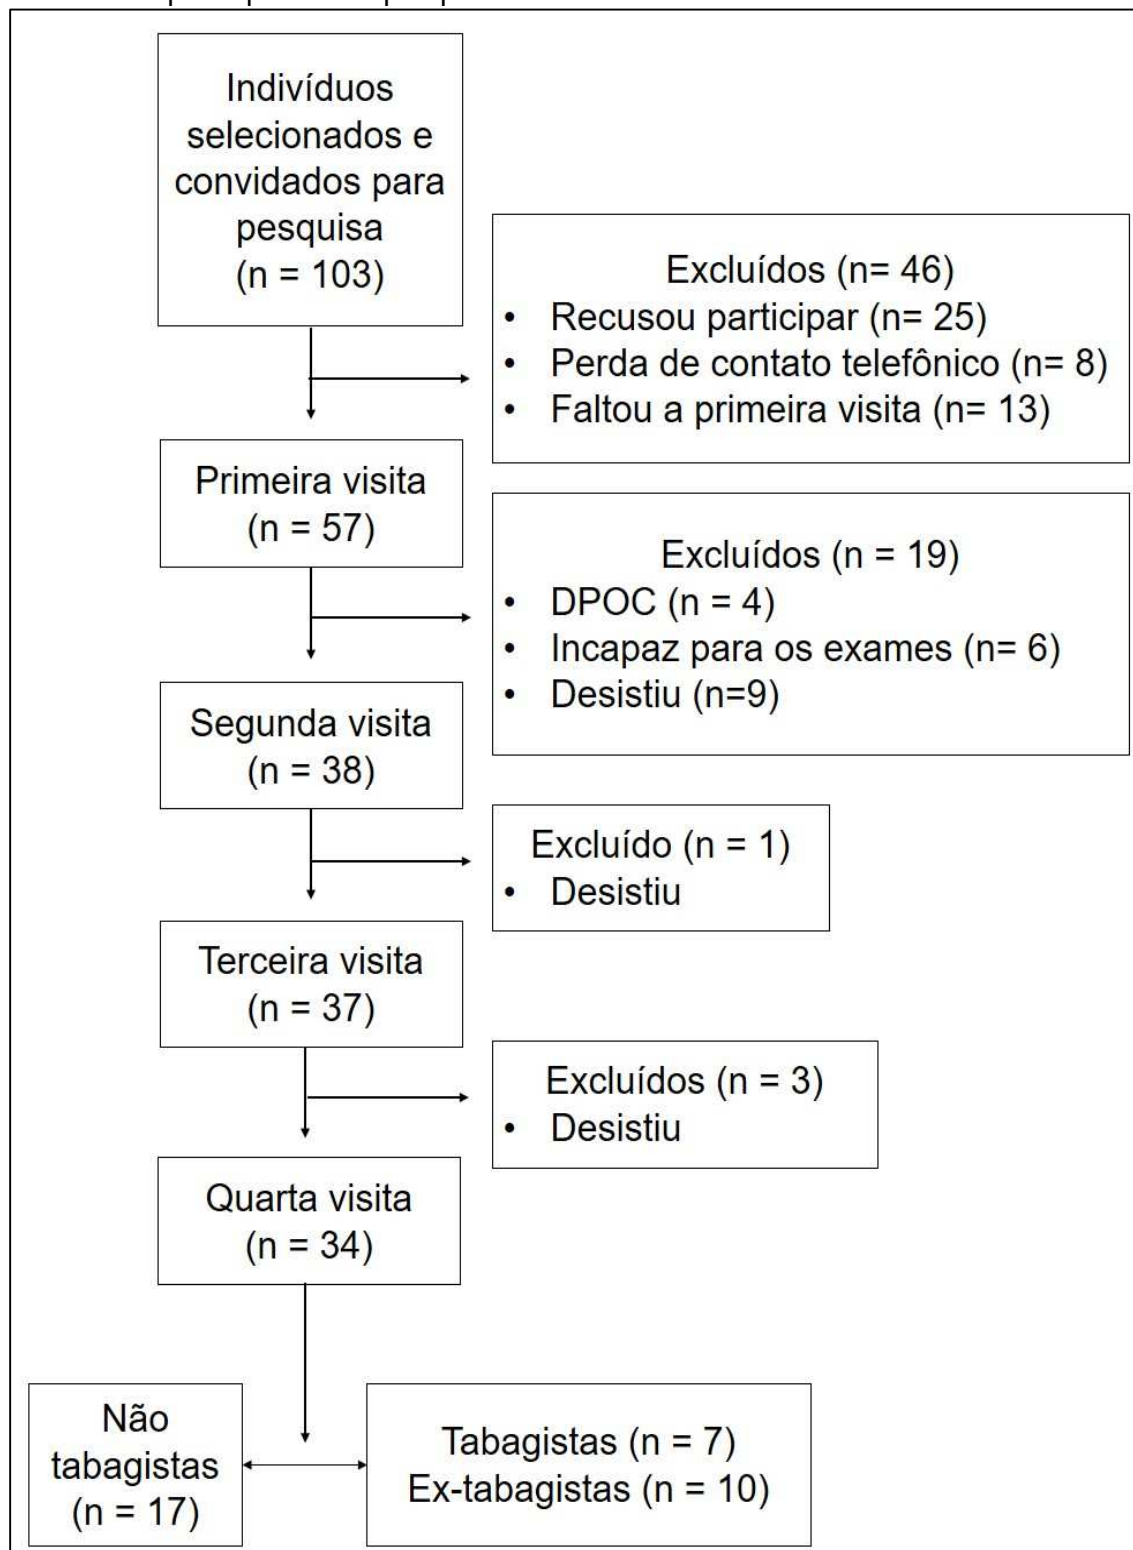 Indivíduos
selecionados e
convidados para
pesquisa
(n = 103)
Excluídos (n= 46)
• Recusou participar (n= 25)
• Perda de contato telefônico (n= 8)
• Faltou a primeira visita (n= 13)
Primeira visita
(n = 57)
Excluídos (n = 19)
• DPOC (n = 4)
• Incapaz para os exames (n= 6)
• Desistiu (n=9)
Segunda visita
(n = 38)
Excluído (n = 1)
• Desistiu
Terceira visita
(n = 37)
Excluídos (n = 3)
• Desistiu
Quarta visita
(n = 34)
Não
tabagistas
(n = 17)
Tabagistas (n = 7)
Ex-tabagistas (n = 10)